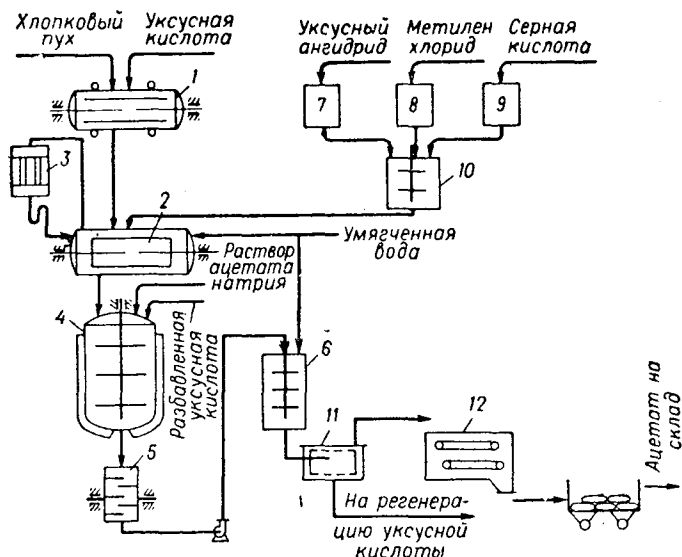 Хлопковый
пух
Уксусная
кислота
Уксусный
ангидрид
Метилен
хлорид
Серная
кислота
1
7
8
9
3
10
2
Умягченная
вода
Раствор
ацетата
натрия
4
Разбавленная
уксусная
кислота
6
5
11
12
Ацетат на
склад
На регенера-
цию уксусной
кислоты